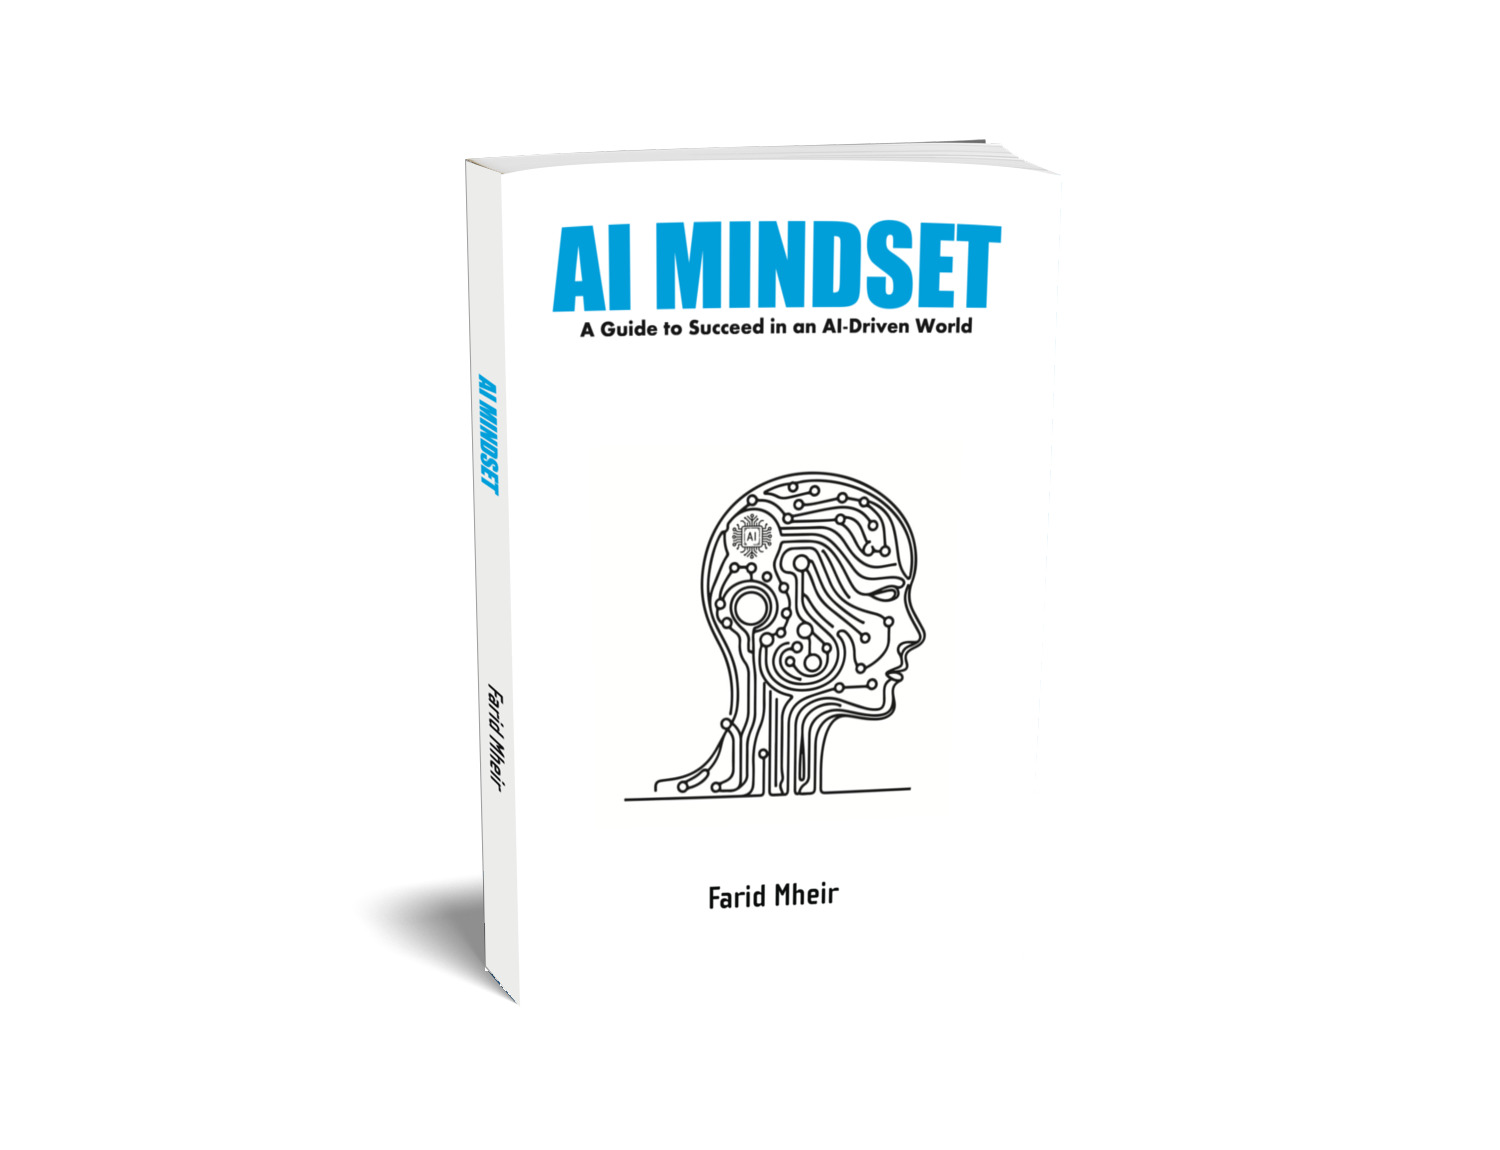 AI MINDSET
A Guide to Succeed in an AI-Driven World
AI
Farid Mheir
AI MINDSET
Farid Mheir